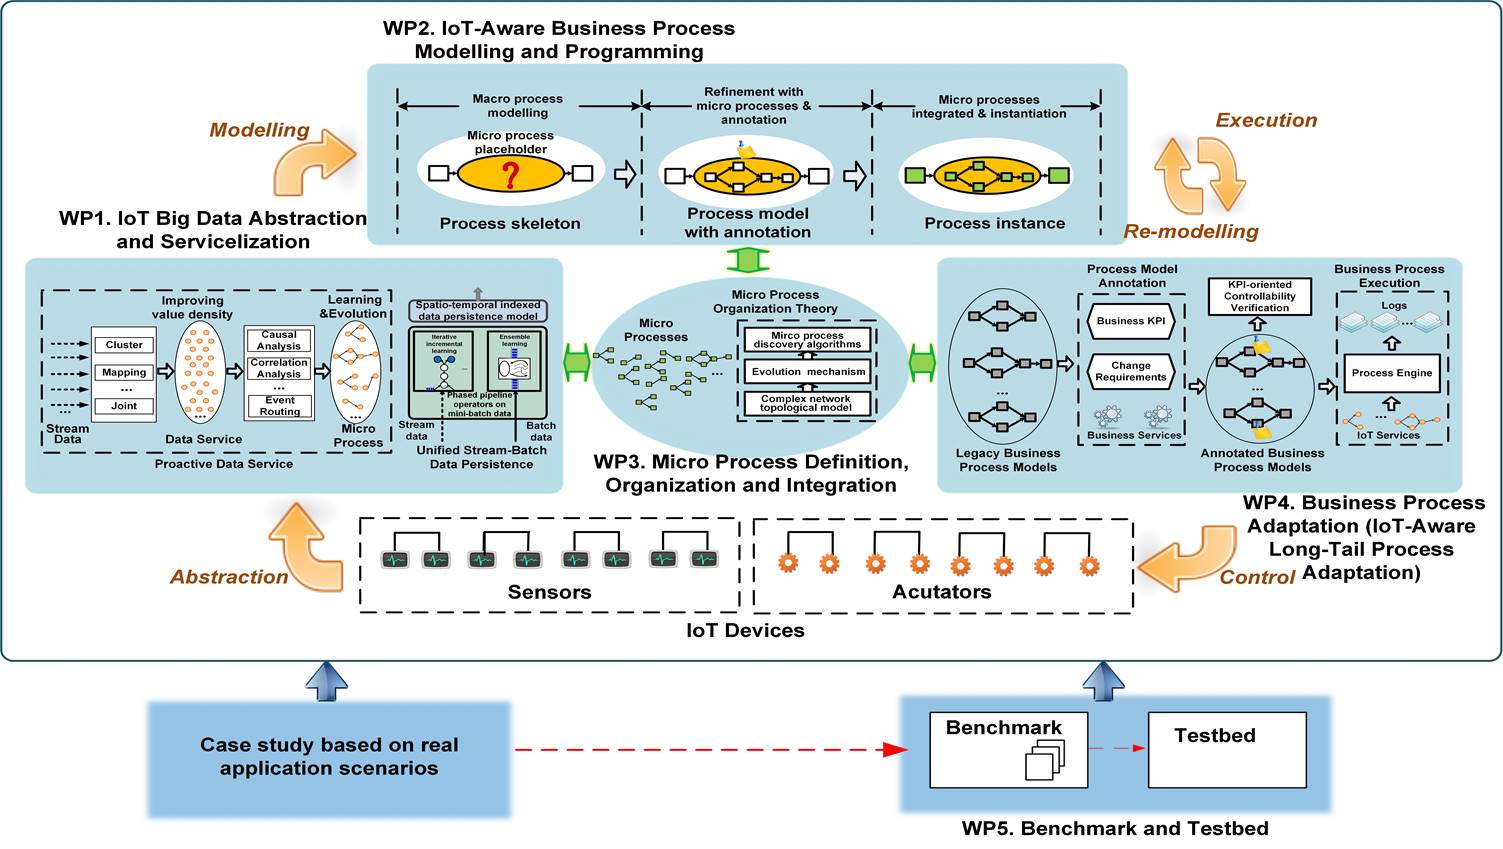 WP2. IoT-Aware Business Process
Modelling and Programming
Macro process
modelling
Refinement with
micro processes &
annotation
Micro processes
integrated & instantiation
Micro process
placeholder
?
Process skeleton
Process model
with annotation
Process instance
Modelling
Execution
Re-modelling
WP1. IoT Big Data Abstraction
and Servicelization
Improving
value density
Learning
&Evolution
Cluster
Mapping
...
Joint
...
Stream
Data
...
Data Service
Causal
Analysis
Correlation
Analysis
...
Event
Routing
...
Micro
Process
Proactive Data Service
Spatio-temporal indexed
data persistence model
Iterative
incremental
learning
...
Ensemble
learning
Phased pipeline
operators on
mini-batch data
Stream
data
Batch
data
Unified Stream-Batch
Data Persistence
Micro
Processes
...
Micro Process
Organization Theory
Mirco process
discovery algorithms
Evolution mechanism
Complex network
topological model
WP3. Micro Process Definition,
Organization and Integration
...
Legacy Business
Process Models
Process Model
Annotation
Business KPI
Change
Requirements
Business Services
KPI-oriented
Controllability
Verification
...
Annotated Business
Process Models
Business Process
Execution
Logs
...
Process Engine
...
IoT Services
WP4. Business Process
Adaptation (IoT-Aware
Long-Tail Process
Adaptation)
Abstraction
Control
Sensors
Acutators
IoT Devices
Case study based on real
application scenarios
Benchmark
Testbed
WP5. Benchmark and Testbed